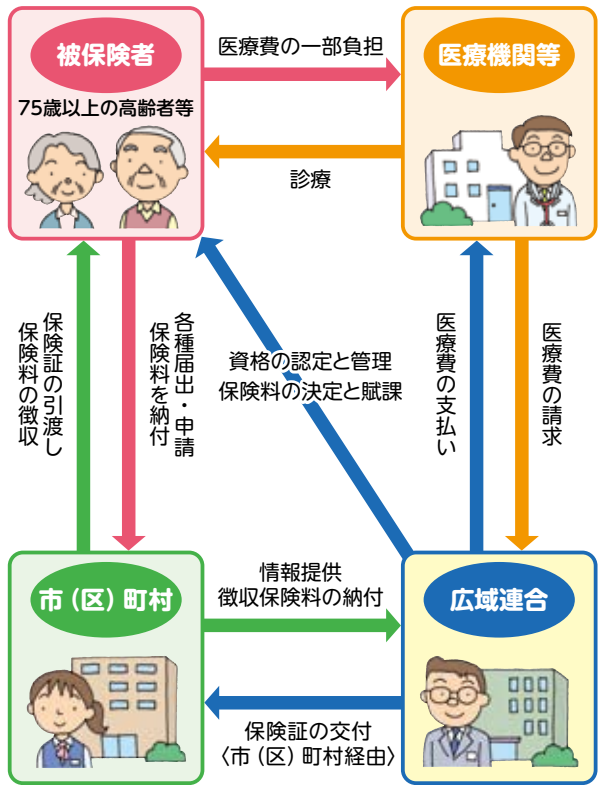 被保険者
75歳以上の高齢者等
医療費の一部負担
診療
医療機関等
保険証の引渡し
保険料の徴収
各種届出・申請
保険料を納付
資格の認定と管理
保険料の決定と賦課
医療費の支払い
医療費の請求
市（区）町村
情報提供
徴収保険料の納付
保険証の交付
〈市（区）町村経由〉
広域連合